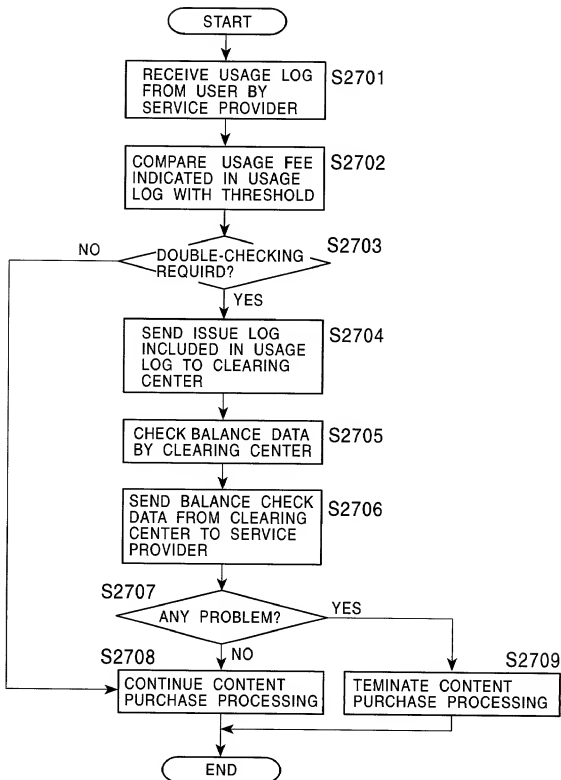 START
RECEIVE USAGE LOG
FROM USER BY
SERVICE PROVIDER
S2701
COMPARE USAGE FEE
INDICATED IN USAGE
LOG WITH THRESHOLD
S2702
NO
DOUBLE-CHECKING
REQUIRD?
S2703
YES
SEND ISSUE LOG
INCLUDED IN USAGE
LOG TO CLEARING
CENTER
S2704
CHECK BALANCE DATA
BY CLEARING CENTER
S2705
SEND BALANCE CHECK
DATA FROM CLEARING
CENTER TO SERVICE
PROVIDER
S2706
S2707
ANY PROBLEM?
YES
NO
S2708
CONTINUE CONTENT
PURCHASE PROCESSING
S2709
TEMINATE CONTENT
PURCHASE PROCESSING
END